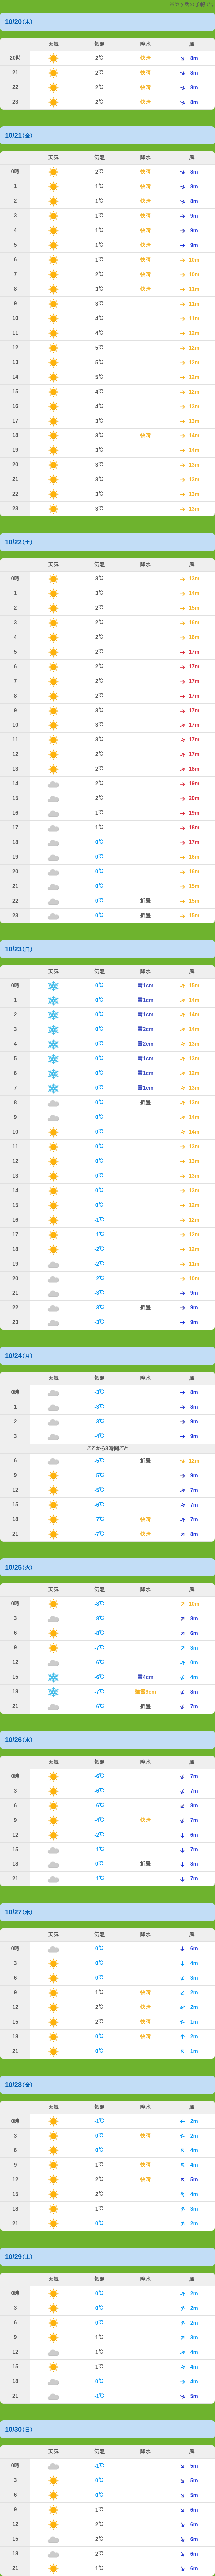 10/20(木)
天気 気温 降水 風
20時 2℃ 快晴 9m
21 2℃ 快晴 8m
22 2℃ 快晴 8m
23 2℃ 快晴 8m
10/21(金)
天気 気温 降水 風
0時 2℃ 快晴 8m
1 1℃ 快晴 8m
2 1℃ 快晴 8m
3 1℃ 快晴 9m
4 1℃ 快晴 9m
5 1℃ 快晴 9m
6 1℃ 快晴 10m
7 2℃ 快晴 10m
8 3℃ 快晴 11m
9 3℃ 11m
10 4℃ 11m
11 4℃ 12m
12 5℃ 12m
13 5℃ 12m
14 5℃ 12m
15 4℃ 12m
16 4℃ 13m
17 3℃ 13m
18 3℃ 快晴 14m
19 3℃ 14m
20 3℃ 13m
21 3℃ 13m
22 3℃ 13m
23 3℃ 13m
10/22(土)
天気 気温 降水 風
0時 3℃ 13m
1 3℃ 14m
2 2℃ 15m
3 2℃ 16m
4 2℃ 16m
5 2℃ 17m
6 2℃ 17m
7 2℃ 17m
8 2℃ 17m
9 3℃ 17m
10 3℃ 17m
11 3℃ 17m
12 2℃ 17m
13 2℃ 18m
14 2℃ 19m
15 2℃ 20m
16 1℃ 19m
17 1℃ 18m
18 0℃ 17m
19 0℃ 16m
20 0℃ 16m
21 0℃ 15m
22 0℃ 折曇 15m
23 0℃ 折曇 15m
10/23(日)
天気 気温 降水 風
0時 0℃ 雪1cm 15m
1 0℃ 雪1cm 14m
2 0℃ 雪1cm 14m
3 0℃ 雪2cm 14m
4 0℃ 雪2cm 13m
5 0℃ 雪1cm 13m
6 0℃ 雪1cm 12m
7 0℃ 雪1cm 13m
8 0℃ 折曇 13m
9 0℃ 14m
10 0℃ 14m
11 0℃ 13m
12 0℃ 13m
13 0℃ 13m
14 0℃ 13m
15 0℃ 12m
16 -1℃ 12m
17 -1℃ 12m
18 -2℃ 12m
19 -2℃ 11m
20 -2℃ 10m
21 -3℃ 9m
22 -3℃ 折曇 9m
23 -3℃ 9m
10/24(月)
天気 気温 降水 風
0時 -3℃ 8m
1 -3℃ 8m
2 -3℃ 9m
3 -4℃ 9m
ここから3時間ごと
6 -5℃ 折曇 12m
9 -5℃ 9m
12 -5℃ 7m
15 -6℃ 7m
18 -7℃ 快晴 7m
21 -7℃ 快晴 8m
10/25(火)
天気 気温 降水 風
0時 -8℃ 10m
3 -8℃ 8m
6 -8℃ 6m
9 -7℃ 3m
12 -6℃ 0m
15 -6℃ 雪4cm 4m
18 -7℃ 8m
21 -6℃ 折曇 7m
10/26(水)
天気 気温 降水 風
0時 -6℃ 7m
3 -6℃ 7m
6 -6℃ 8m
9 -4℃ 快晴 7m
12 -2℃ 6m
15 -1℃ 7m
18 0℃ 折曇 8m
21 -1℃ 7m
10/27(木)
天気 気温 降水 風
0時 0℃ 6m
3 0℃ 4m
6 0℃ 3m
9 1℃ 快晴 2m
12 2℃ 快晴 2m
15 2℃ 快晴 1m
18 0℃ 快晴 2m
21 0℃ 1m
10/28(金)
天気 気温 降水 風
0時 -1℃ 2m
3 0℃ 快晴 2m
6 0℃ 4m
9 1℃ 快晴 4m
12 2℃ 快晴 5m
15 2℃ 4m
18 1℃ 3m
21 0℃ 2m
10/29(土)
天気 気温 降水 風
0時 0℃ 2m
3 0℃ 2m
6 0℃ 2m
9 1℃ 3m
12 1℃ 4m
15 1℃ 4m
18 0℃ 4m
21 -1℃ 5m
10/30(日)
天気 気温 降水 風
0時 -1℃ 5m
3 0℃ 5m
6 0℃ 5m
9 1℃ 6m
12 2℃ 6m
15 2℃ 6m
18 2℃ 6m
21 1℃ 6m